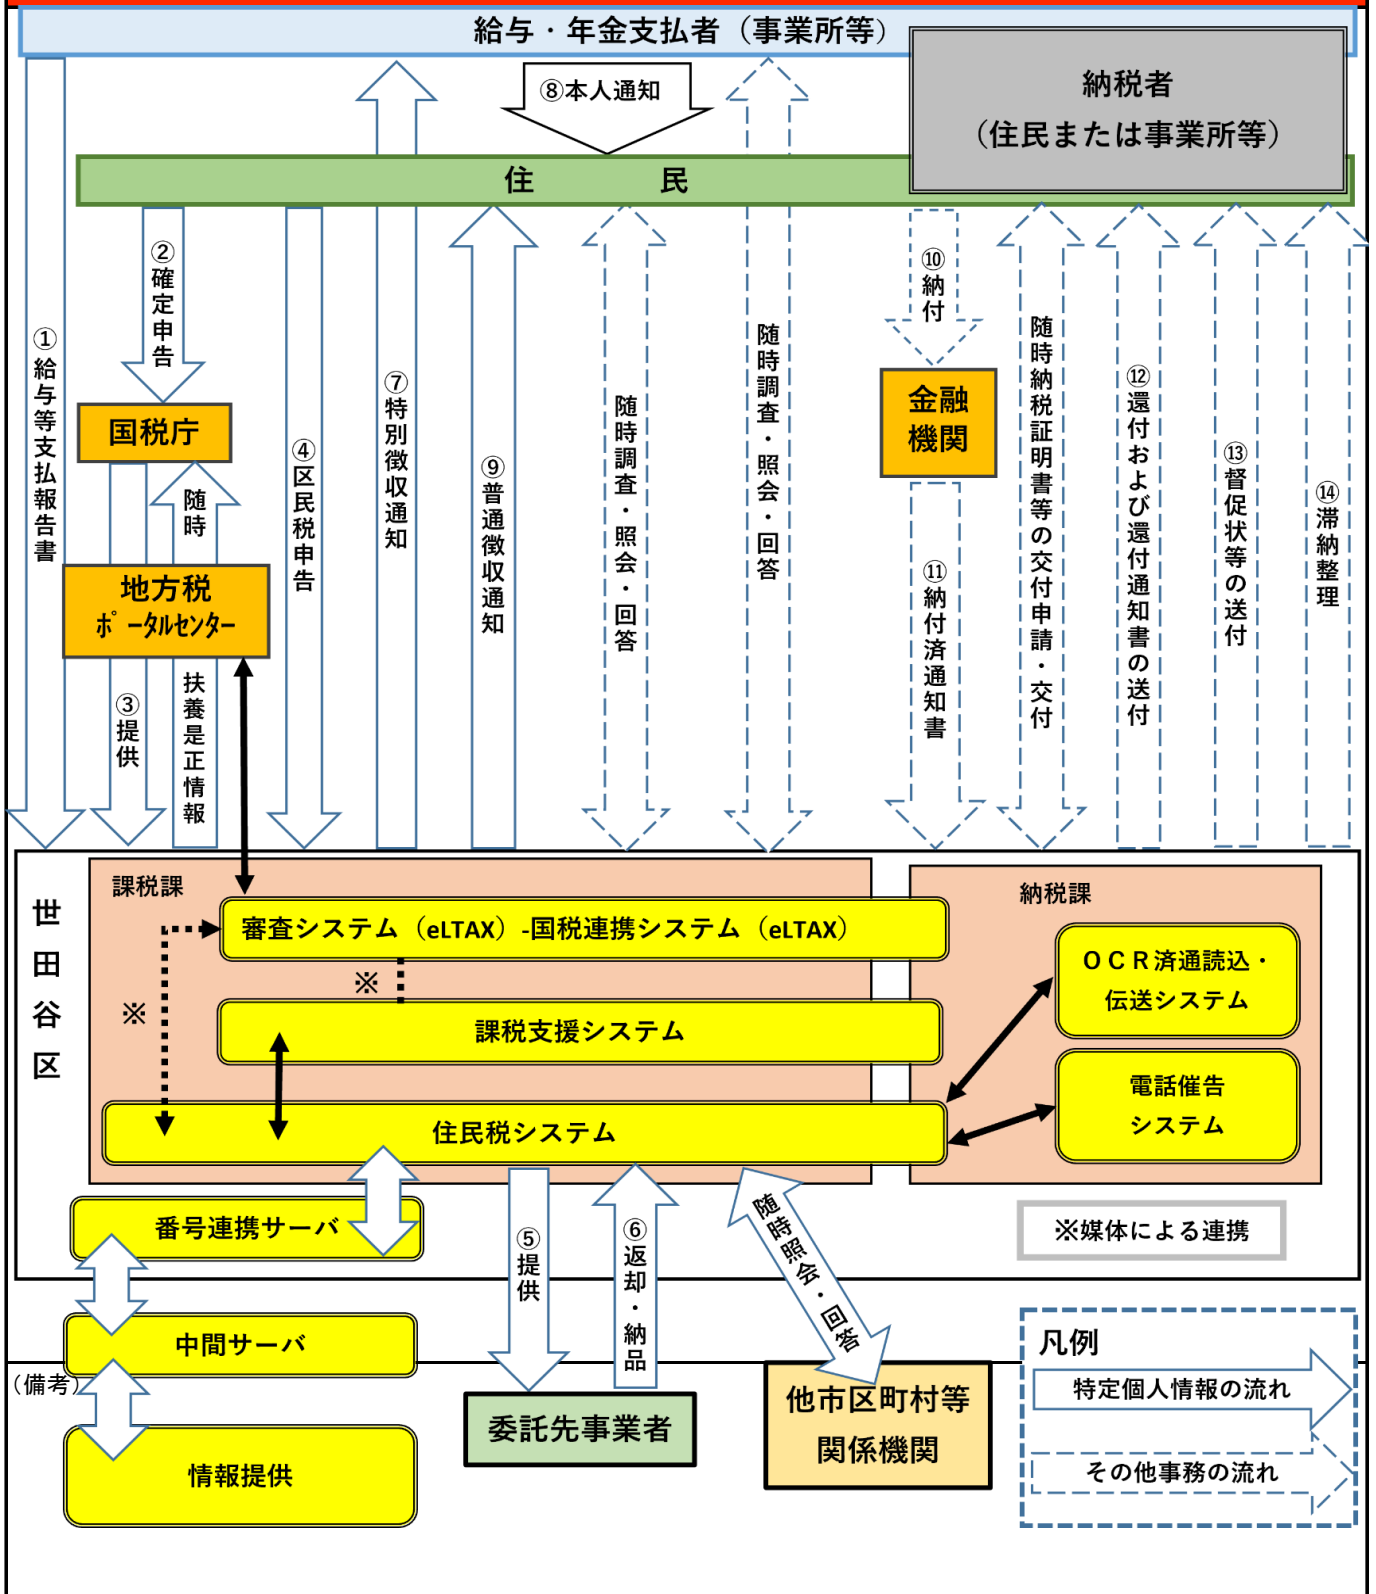 給与・年金支払者（事業所等）
納税者
（住民または事業所等）
⑧本人通知
住　　民
①給与等支払報告書
②確定申告
国税庁
随時
地方税
ﾎﾟｰﾀﾙｾﾝﾀｰ
③提供
扶養是正情報
④区民税申告
⑦特別徴収通知
⑨普通徴収通知
随時調査・照会・回答
随時調査・照会・回答
⑩納付
金融
機関
⑪納付済通知書
随時納税証明書等の交付申請・交付
⑫還付および還付通知書の送付
⑬督促状等の送付
⑭滞納整理
世田谷区
課税課
納税課
審査システム（eLTAX）-国税連携システム（eLTAX）
※
※
課税支援システム
住民税システム
ＯＣＲ済通読込・
伝送システム
電話催告
システム
番号連携サーバ
※媒体による連携
⑤提供
⑥返却・納品
随時照会・回答
中間サーバ
（備考）
情報提供
委託先事業者
他市区町村等
関係機関
凡例
特定個人情報の流れ
その他事務の流れ